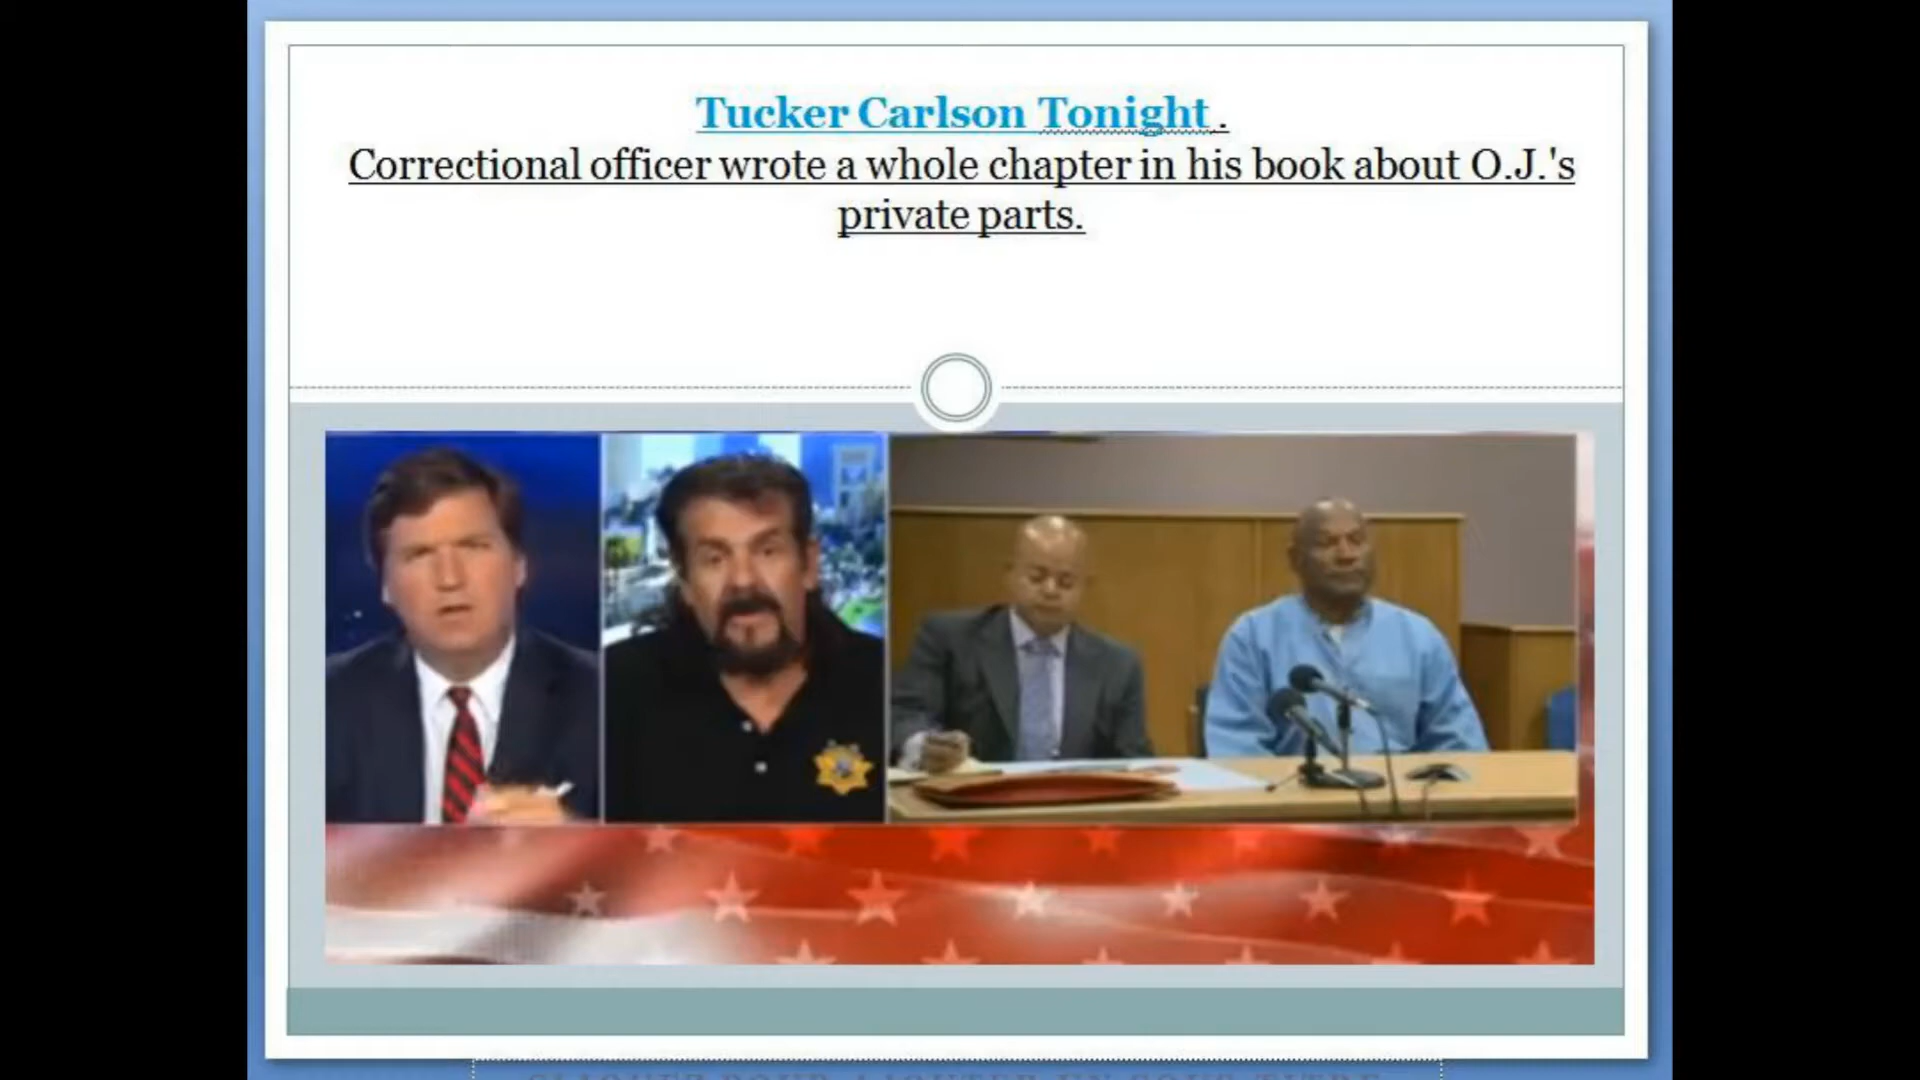 Tucker Carlson Tonight .
Correctional officer wrote a whole chapter in his book about O.J.'s
private parts.